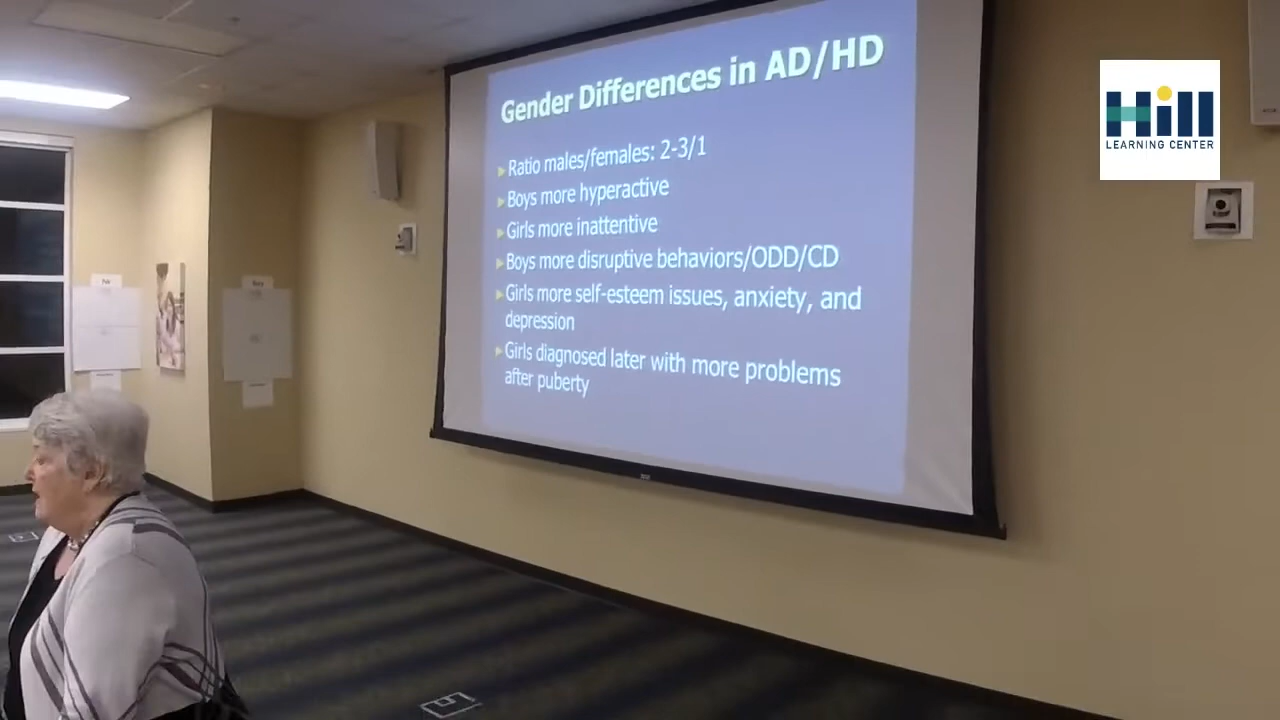 Gender Differences in AD/HD
Ratio males/females: 2-3/1
Boys more hyperactive
Girls more inattentive
Boys more disruptive behaviors/ODD/CD
Girls more self-esteem issues, anxiety, and
depression
Girls diagnosed later with more problems
after puberty
Hill
LEARNING CENTER